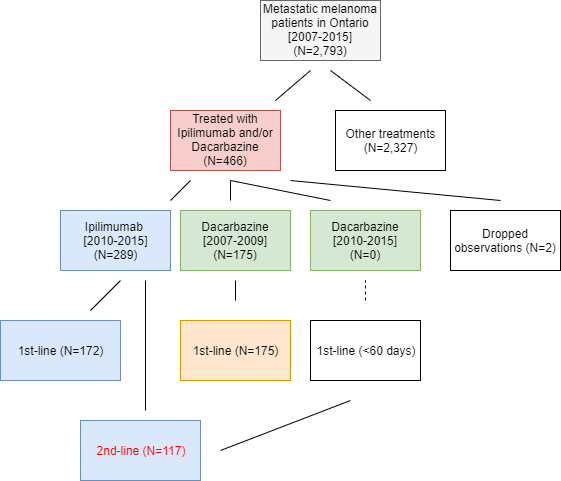 Metastatic melanoma
patients in Ontario
[2007-2015]
(N=2,793)
Treated with
Ipilimumab and/or
Dacarbazine
(N=466)
Other treatments
(N=2,327)
Ipilimumab
[2010-2015]
(N=289)
Dacarbazine
[2007-2009]
(N=175)
Dacarbazine
[2010-2015]
(N=0)
Dropped
observations (N=2)
1st-line (N=172)
1st-line (N=175)
1st-line (<60 days)
2nd-line (N=117)